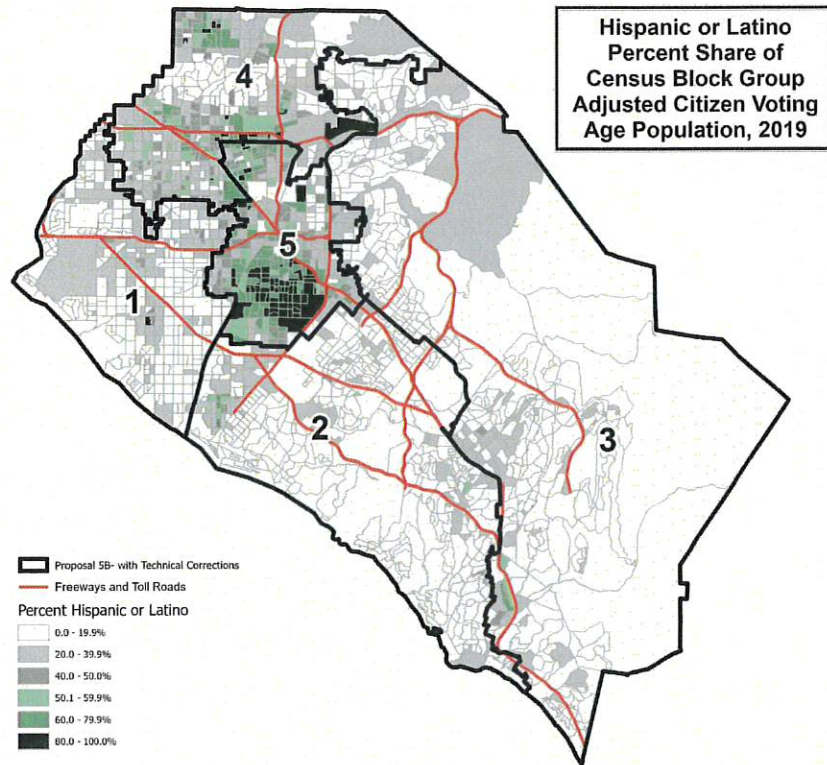 Hispanic or Latino
Percent Share of
Census Block Group
Adjusted Citizen Voting
Age Population, 2019
4
5
1
2
3
Proposal 5B- with Technical Corrections
Freeways and Toll Roads
Percent Hispanic or Latino
0.0 - 19.9%
20.0 - 39.9%
40.0 - 50.0%
50.1 - 59.9%
60.0 - 79.9%
80.0 - 100.0%